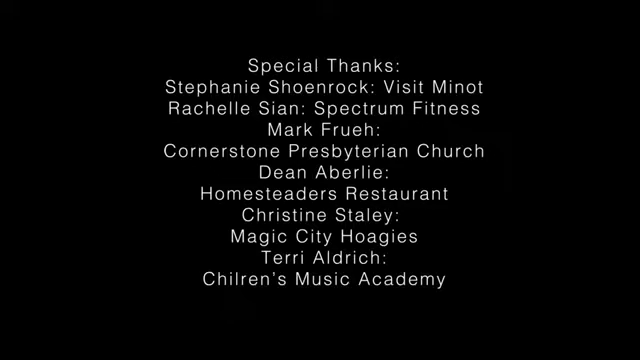 Special Thanks:
Stephanie Shoenrock: Visit Minot
Rachelle Sian: Spectrum Fitness
Mark Frueh:
Cornerstone Presbyterian Church
Dean Aberlie:
Homesteaders Restaurant
Christine Staley:
Magic City Hoagies
Terri Aldrich:
Chilren’s Music Academy